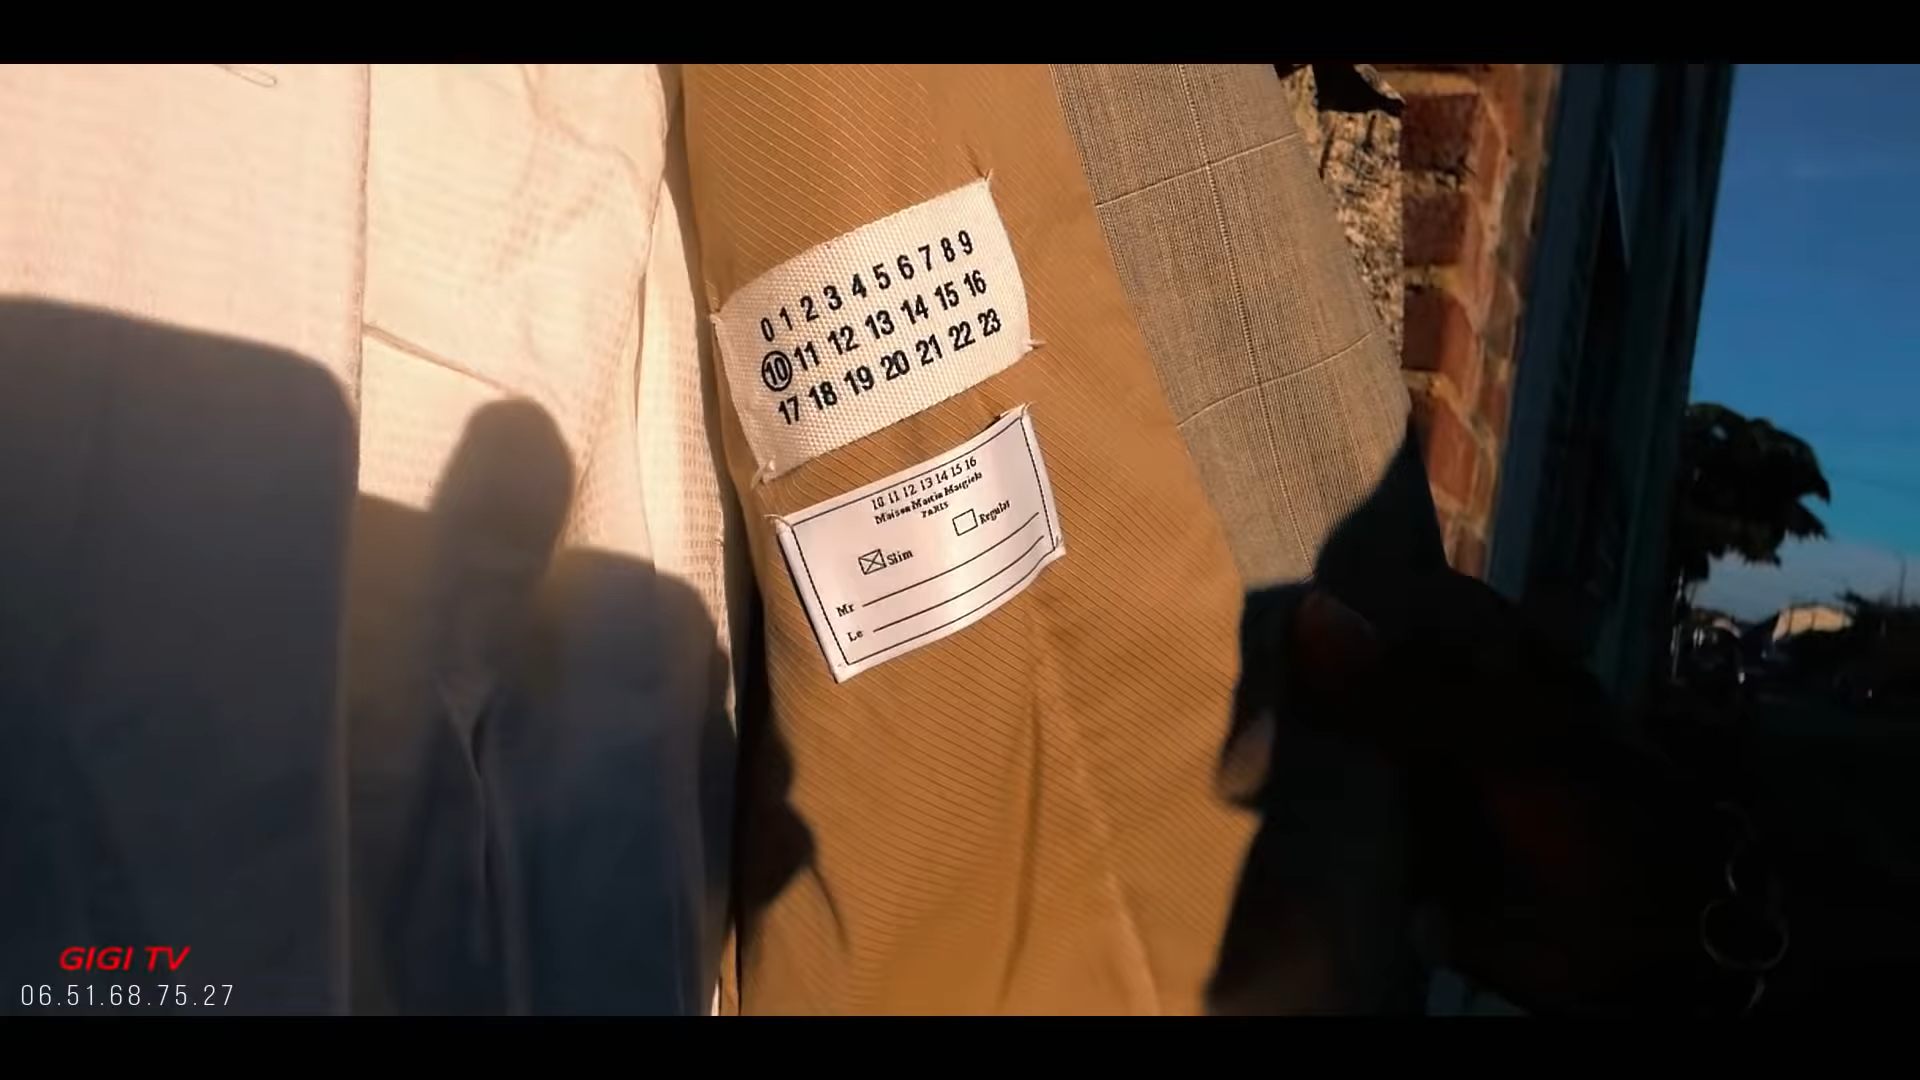 0 1 2 3 4 5 6 7 8 9
10 11 12 13 14 15 16
17 18 19 20 21 22 23
10 11 12 13 14 15 16
Maison Martin Margiela
PARIS
Regular
Slim
Mr
Le
GIGI TV
06.51.68.75.27